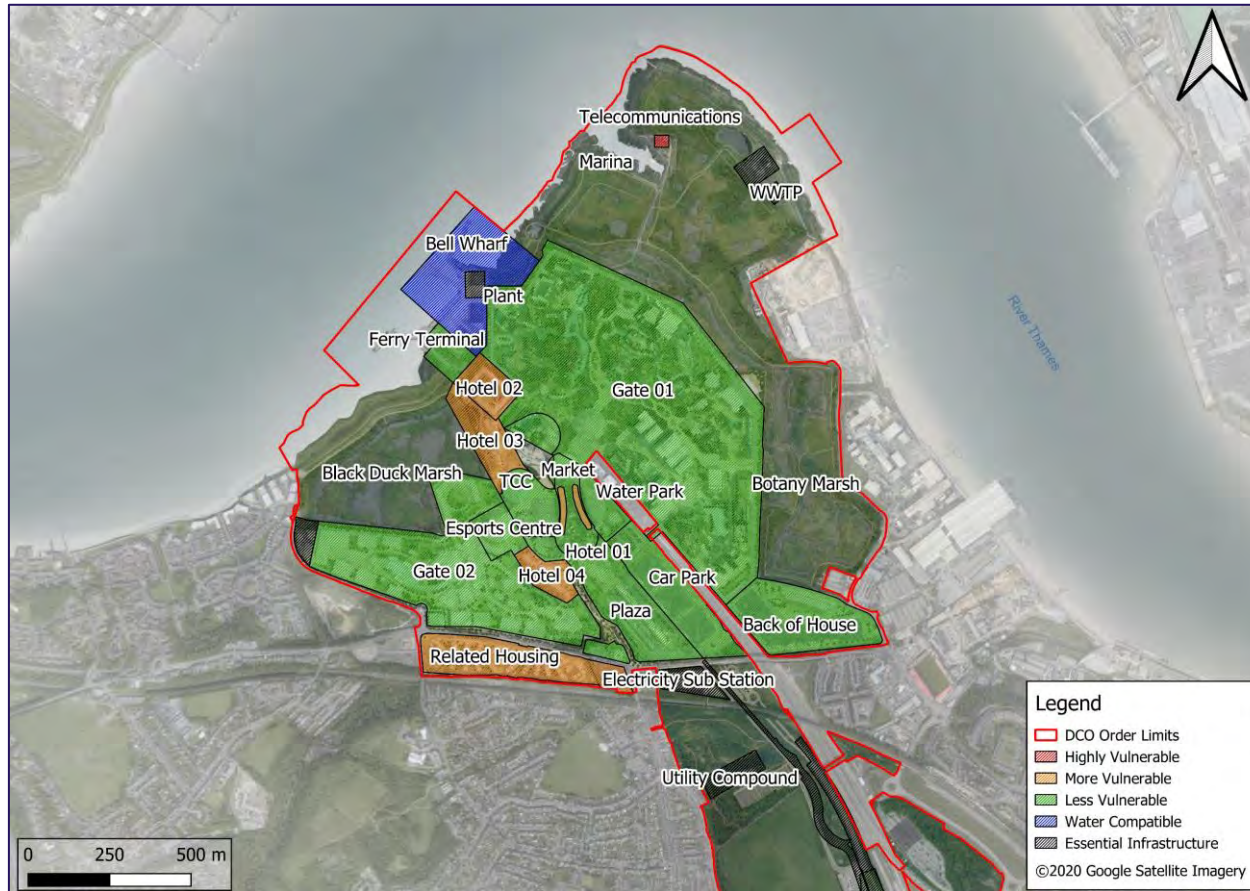 Telecommunications
Marina
WWTP
Bell Wharf
Plant
Ferry Terminal
Hotel 02
Gate 01
River Thames
Hotel 03
Market
Black Duck Marsh
TCC
Water Park
Botany Marsh
Esports Centre
Hotel 01
Gate 02
Hotel 04
Car Park
Plaza
Back of House
Related Housing
Electricity Sub Station
Utility Compound
Legend
DCO Order Limits
Highly Vulnerable
More Vulnerable
Less Vulnerable
Water Compatible
Essential Infrastructure
©2020 Google Satellite Imagery
0 250 500 m